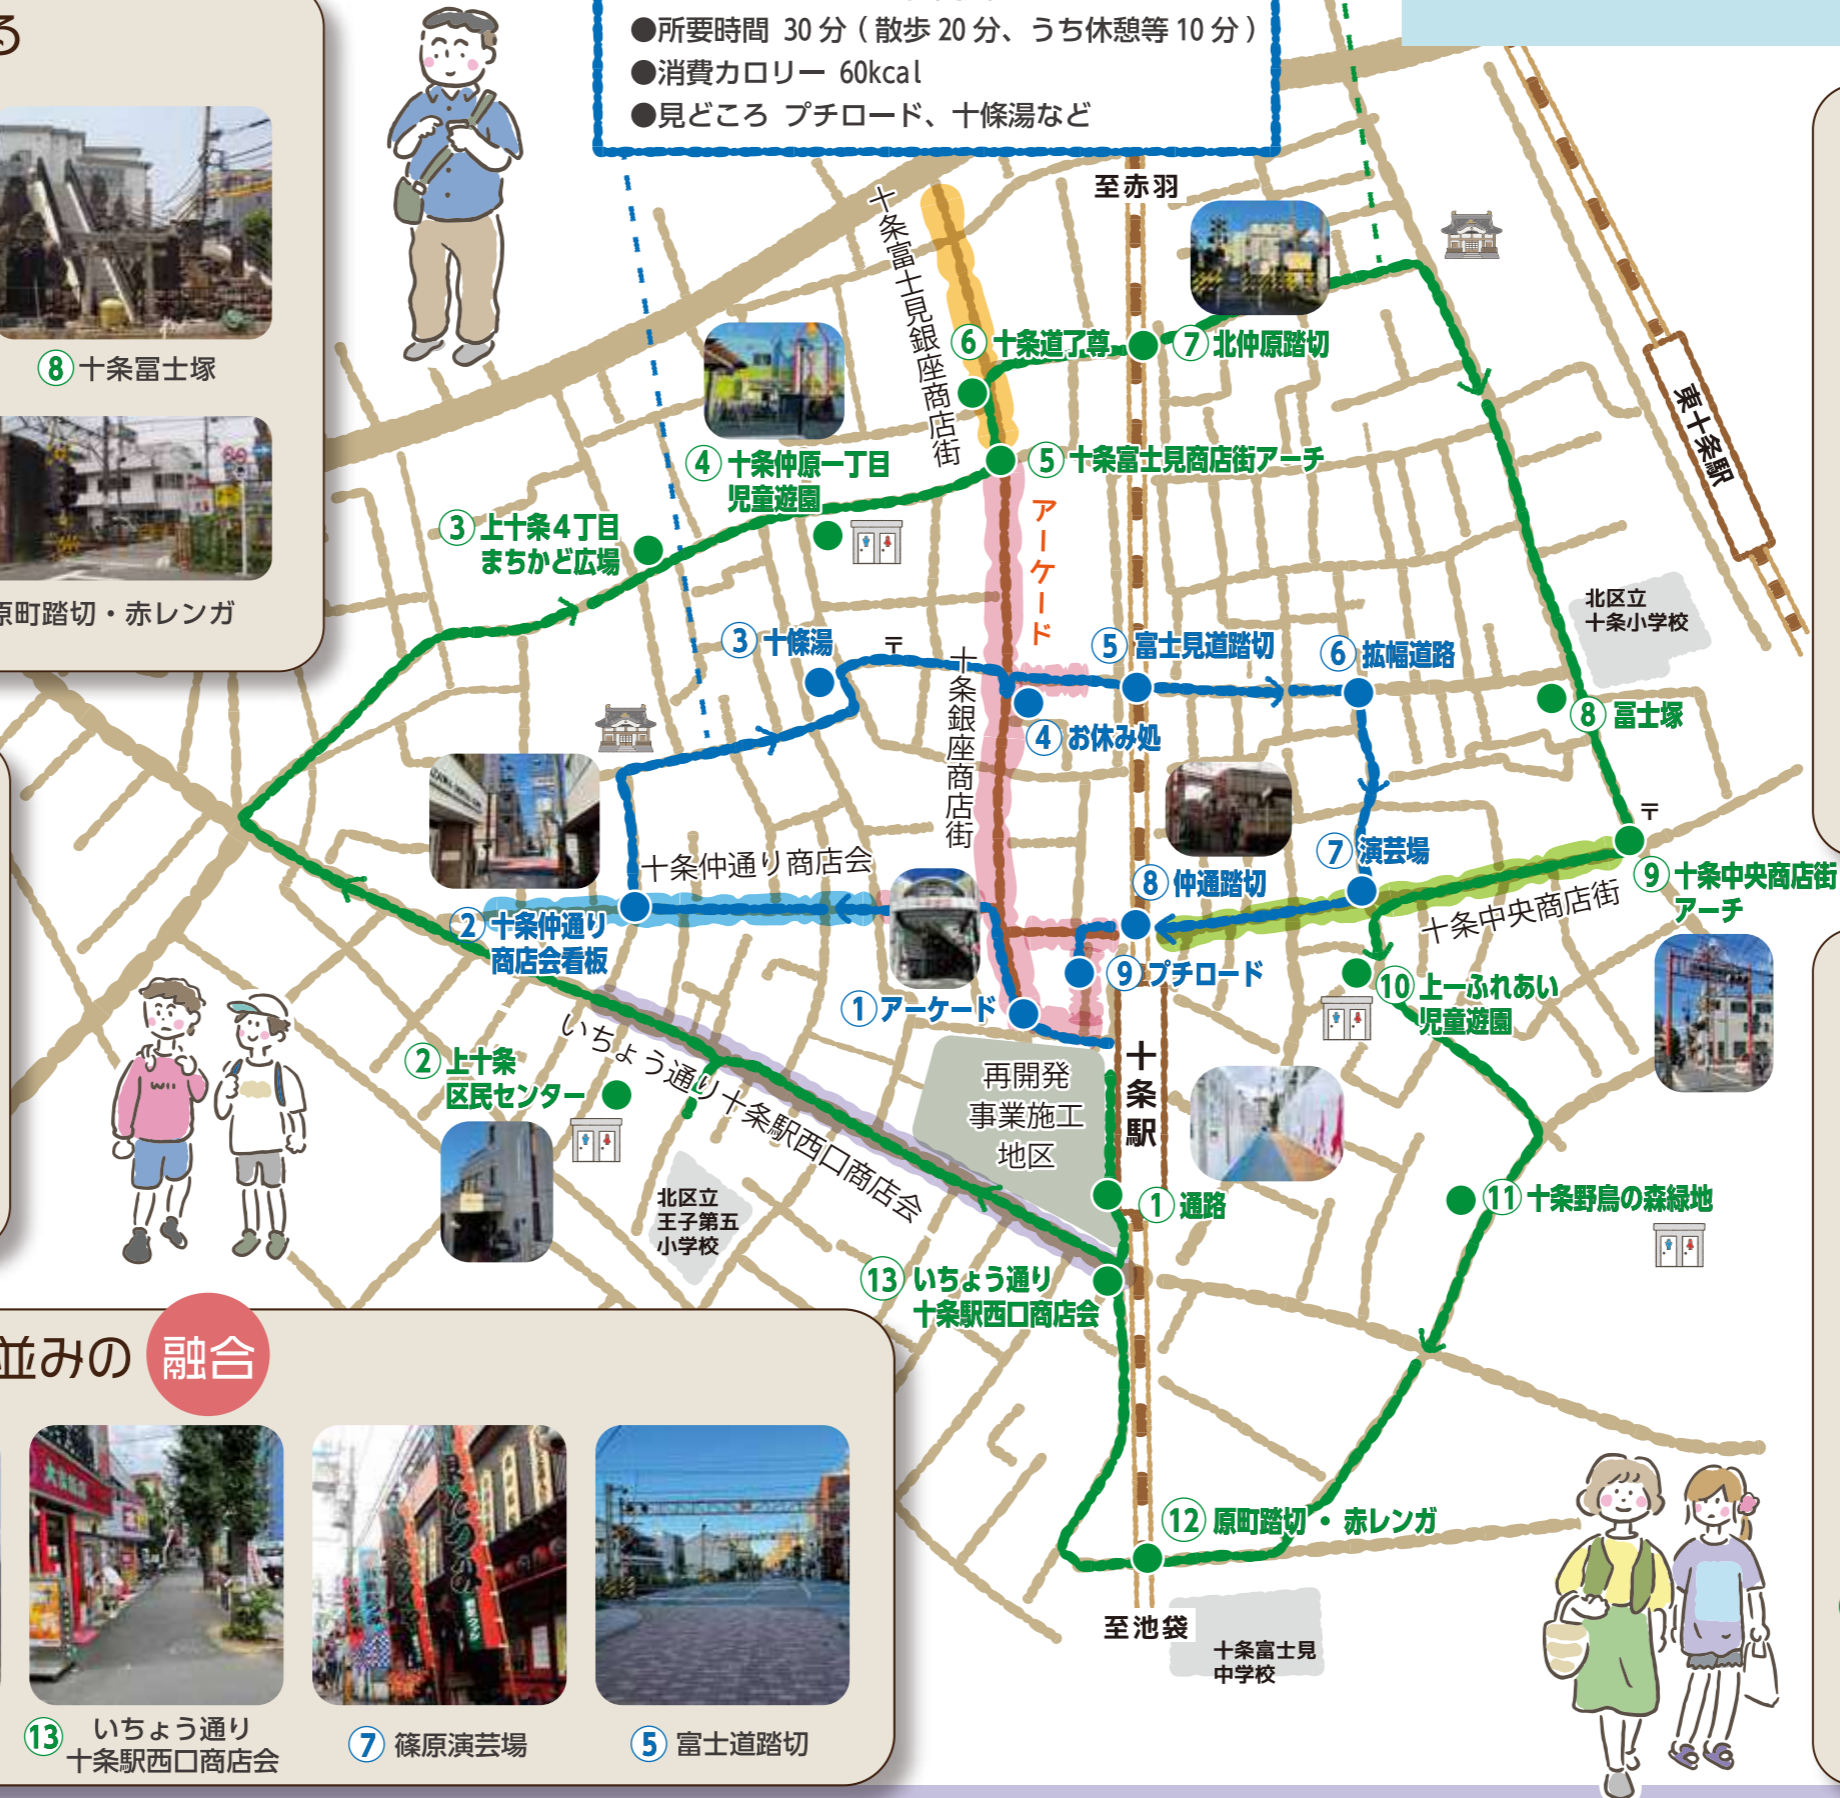 る
⑧ 十条冨士塚
原町踏切・赤レンガ
●所要時間 30分（散歩20分、うち休憩等10分）
●消費カロリー 60kcal
●見どころ プチロード、十條湯など
至赤羽
十条富士見銀座商店街
⑥ 十条道了尊
⑦ 北仲原踏切
東十条駅
④ 十条仲原一丁目
児童遊園
⑤ 十条富士見商店街アーチ
③ 上十条４丁目
まちかど広場
アーケード
北区立
十条小学校
③ 十條湯
〒
⑤ 富士見道踏切
⑥ 拡幅道路
十条銀座商店街
④ お休み処
⑧ 冨士塚
〒
十条仲通り商店会
⑦ 演芸場
⑧ 仲通踏切
⑨ 十条中央商店街
アーチ
十条中央商店街
② 十条仲通り
商店会看板
⑨ プチロード
⑩ 上一ふれあい
児童遊園
① アーケード
いちょう通り十条駅西口商店会
② 上十条
区民センター
再開発
事業施工
地区
十条駅
① 通路
⑪ 十条野鳥の森緑地
北区立
王子第五
小学校
⑬ いちょう通り
十条駅西口商店会
⑫ 原町踏切・赤レンガ
至池袋
十条富士見
中学校
並みの 融合
⑬ いちょう通り
十条駅西口商店会
⑦ 篠原演芸場
⑤ 富士道踏切